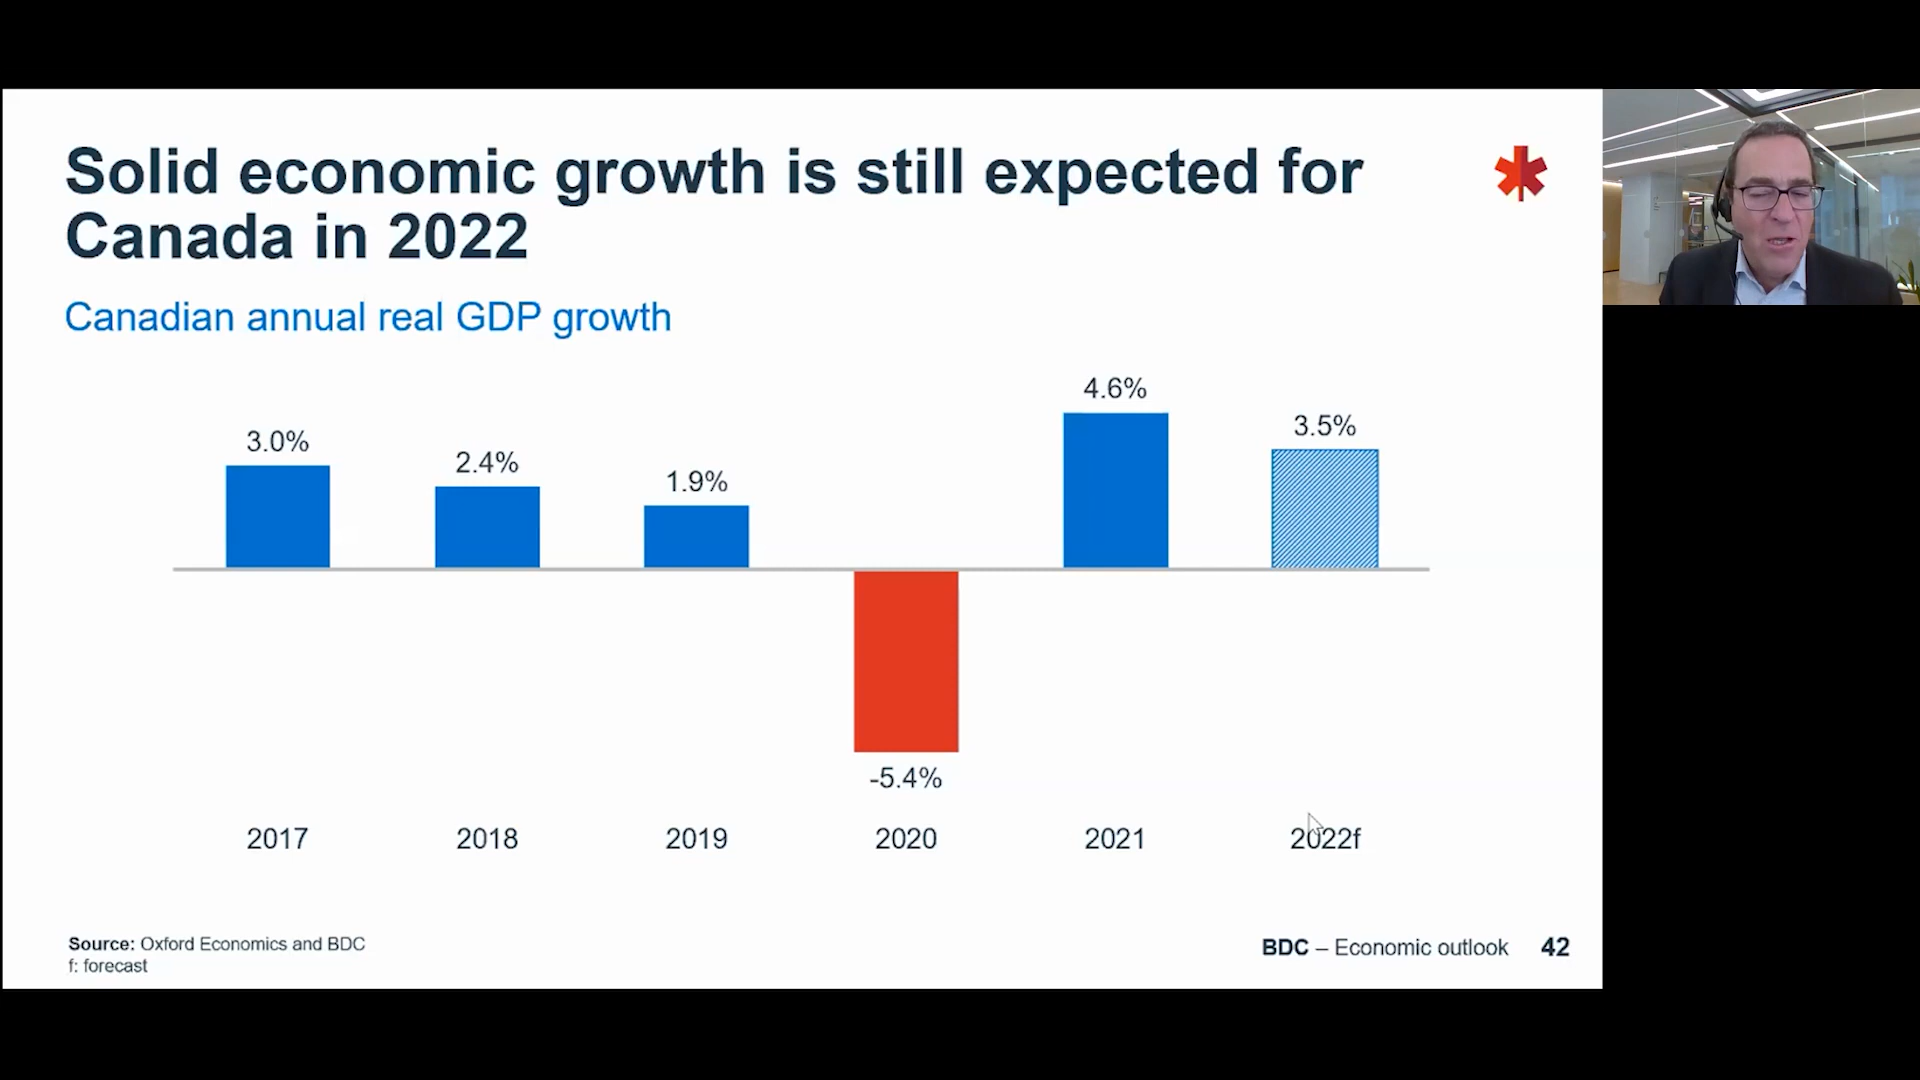 Solid economic growth is still expected for
Canada in 2022
Canadian annual real GDP growth
3.0%
2.4%
1.9%
-5.4%
4.6%
3.5%
2017
2018
2019
2020
2021
2022f
Source: Oxford Economics and BDC
f: forecast
BDC – Economic outlook 42